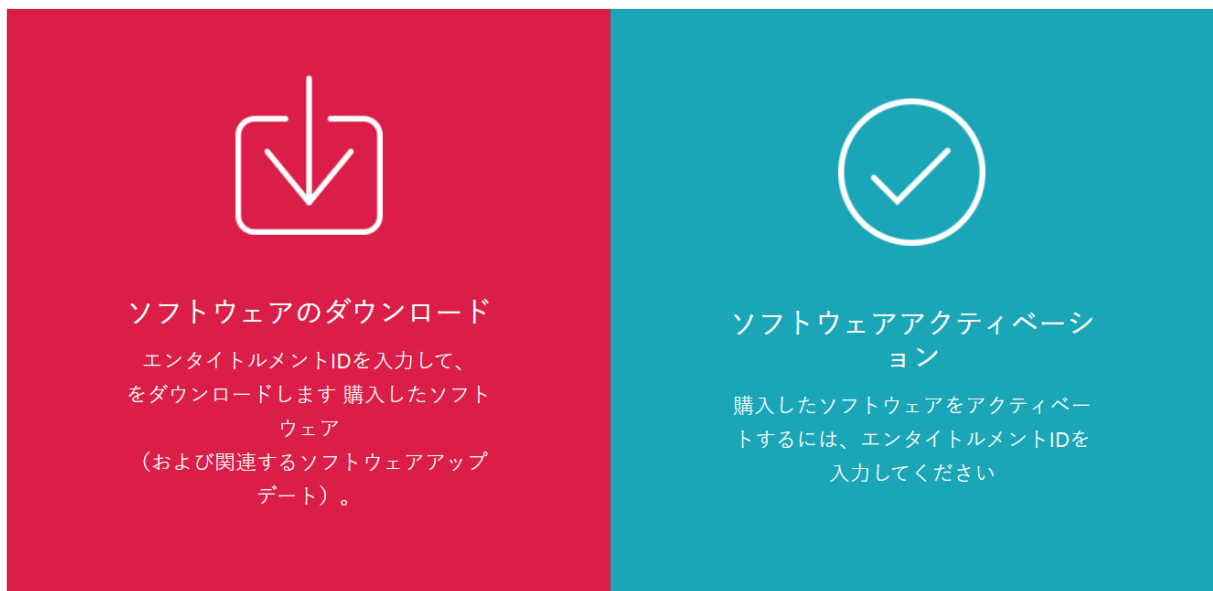 ソフトウェアのダウンロード
エンタイトルメントIDを入力して、
をダウンロードします 購入したソフト
ウェア
（および関連するソフトウェアアップ
デート）。
ソフトウェアアクティベーシ
ョン
購入したソフトウェアをアクティベー
トするには、エンタイトルメントIDを
入力してください